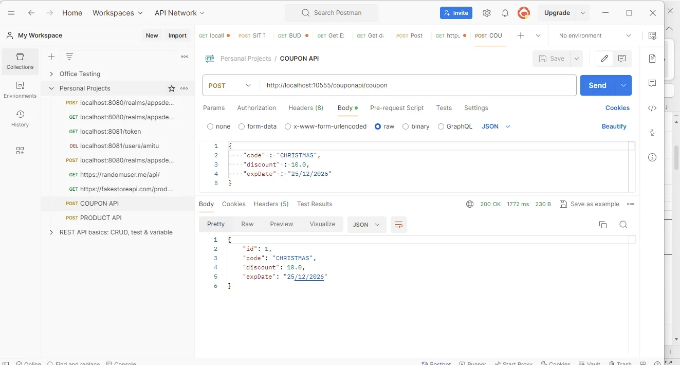 Home Workspaces API Network Search Postman Invite Upgrade
My Workspace New Import GET locall POST SIT T GET BUD GET Get E GET Get d POST Post GET http:. POST COU No environment
Collections
Environments
History
Office Testing
Personal Projects
POST localhost:8080/realms/appsde...
GET localhost:8080/realms/appsde...
GET localhost:8081/token
DEL localhost:8081/users/amitu
POST localhost:8080/realms/appsde...
GET https://randomuser.me/api/
GET https://fakestoreapi.com/prod...
POST COUPON API
POST PRODUCT API
REST API basics: CRUD, test & variable
Personal Projects / COUPON API Save
POST http://localhost:10555/couponapi/coupon Send
Params Authorization Headers (8) Body Pre-request Script Tests Settings Cookies
none form-data x-www-form-urlencoded raw binary GraphQL JSON Beautify
1 {
2 "code" : "CHRISTMAS",
3 "discount" : 10.0,
4 "expDate" : "25/12/2026"
5 }
Body Cookies Headers (5) Test Results 200 OK 1772 ms 230 B Save as example
Pretty Raw Preview Visualize JSON
1 {
2 "id": 1,
3 "code": "CHRISTMAS",
4 "discount": 10.0,
5 "expDate": "25/12/2026"
6 }
Online Find and replace Console Postbot Runner Start Proxy Cookies Vault Trash